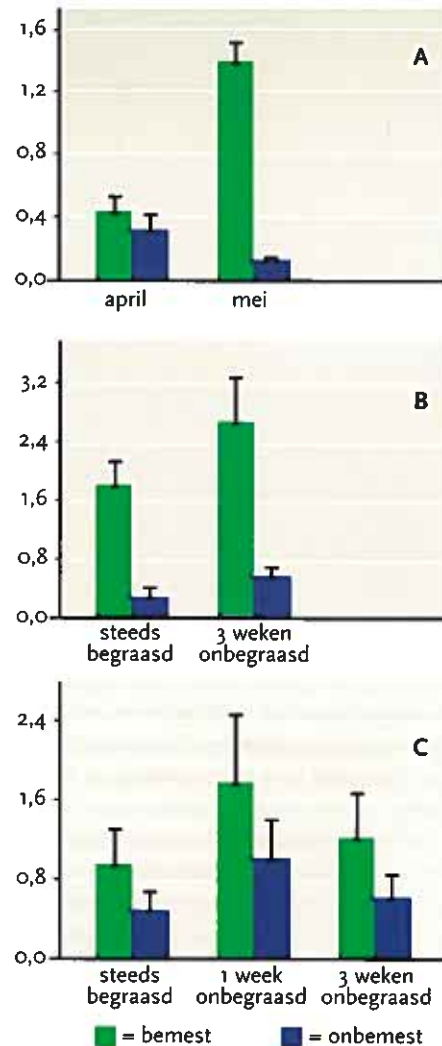 A
1,6
1,2
0,8
0,4
0,0
april mei
B
3,2
2,4
1,6
0,8
0,0
steeds begraasd
3 weken onbegraasd
C
2,4
1,6
0,8
0,0
steeds begraasd
1 week onbegraasd
3 weken onbegraasd
= bemest = onbemest